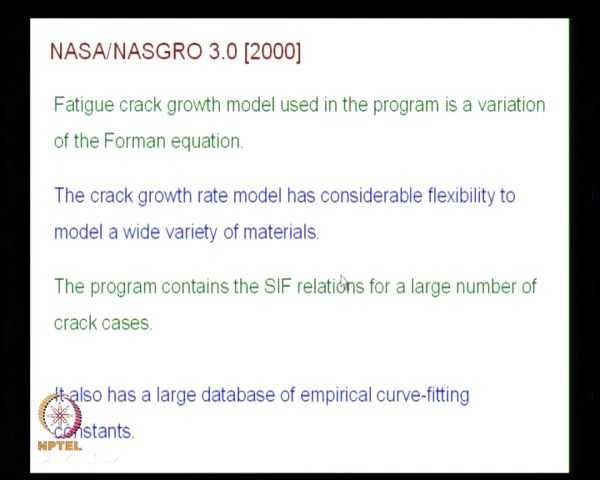 NASA/NASGRO 3.0 [2000]
Fatigue crack growth model used in the program is a variation
of the Forman equation.
The crack growth rate model has considerable flexibility to
model a wide variety of materials.
The program contains the SIF relations for a large number of
crack cases.
It also has a large database of empirical curve-fitting
constants.
NPTEL